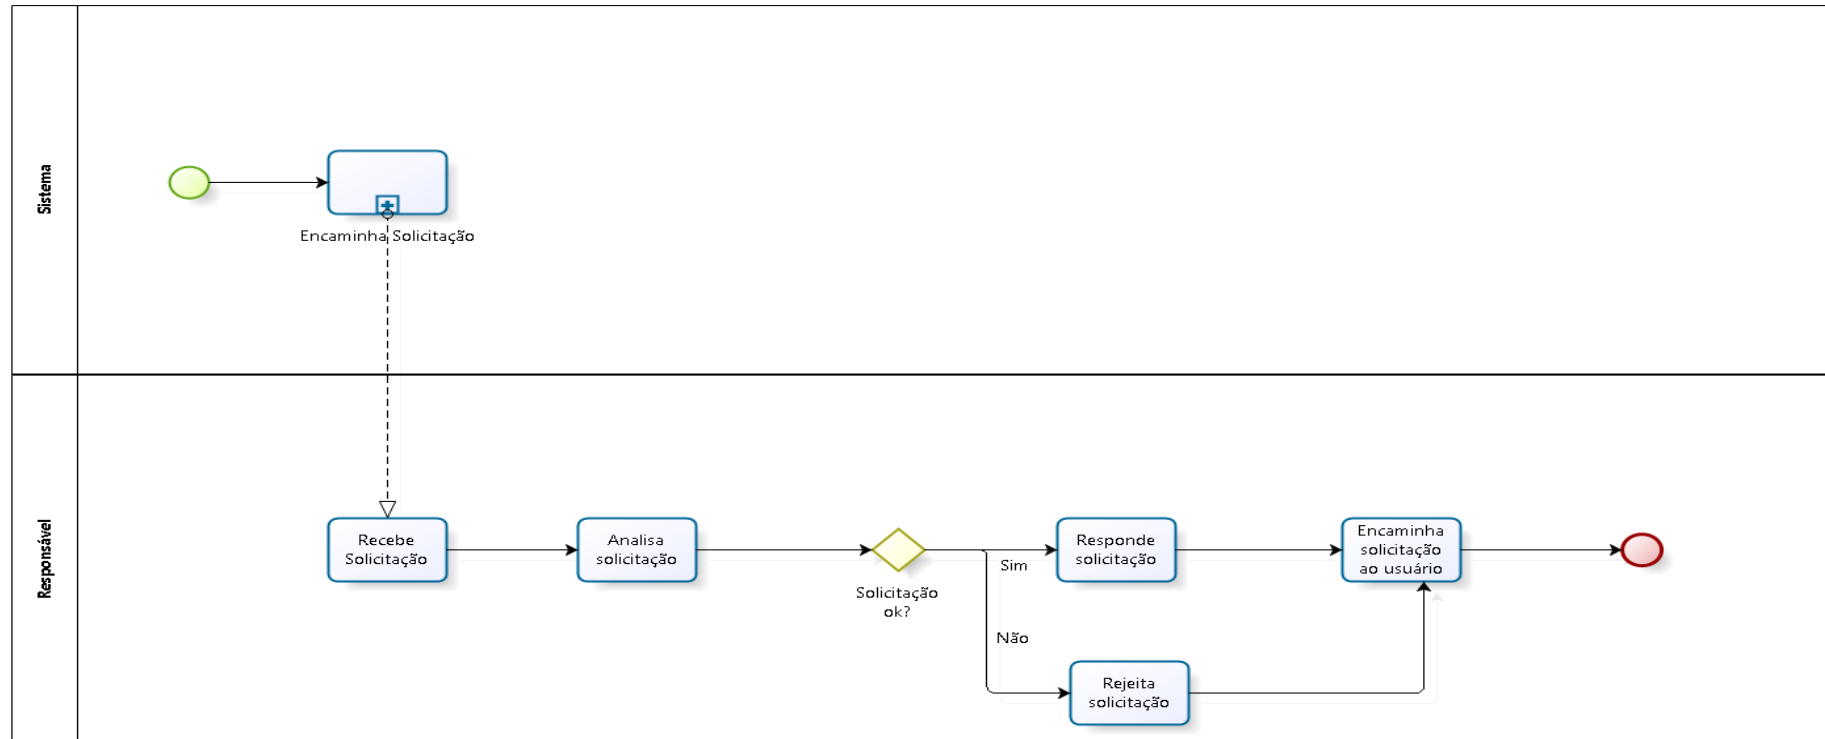 Sistema
Encaminha Solicitação
Responsável
Recebe
Solicitação
Analisa
solicitação
Solicitação
ok?
Sim
Não
Responde
solicitação
Rejeita
solicitação
Encaminha
solicitação
ao usuário